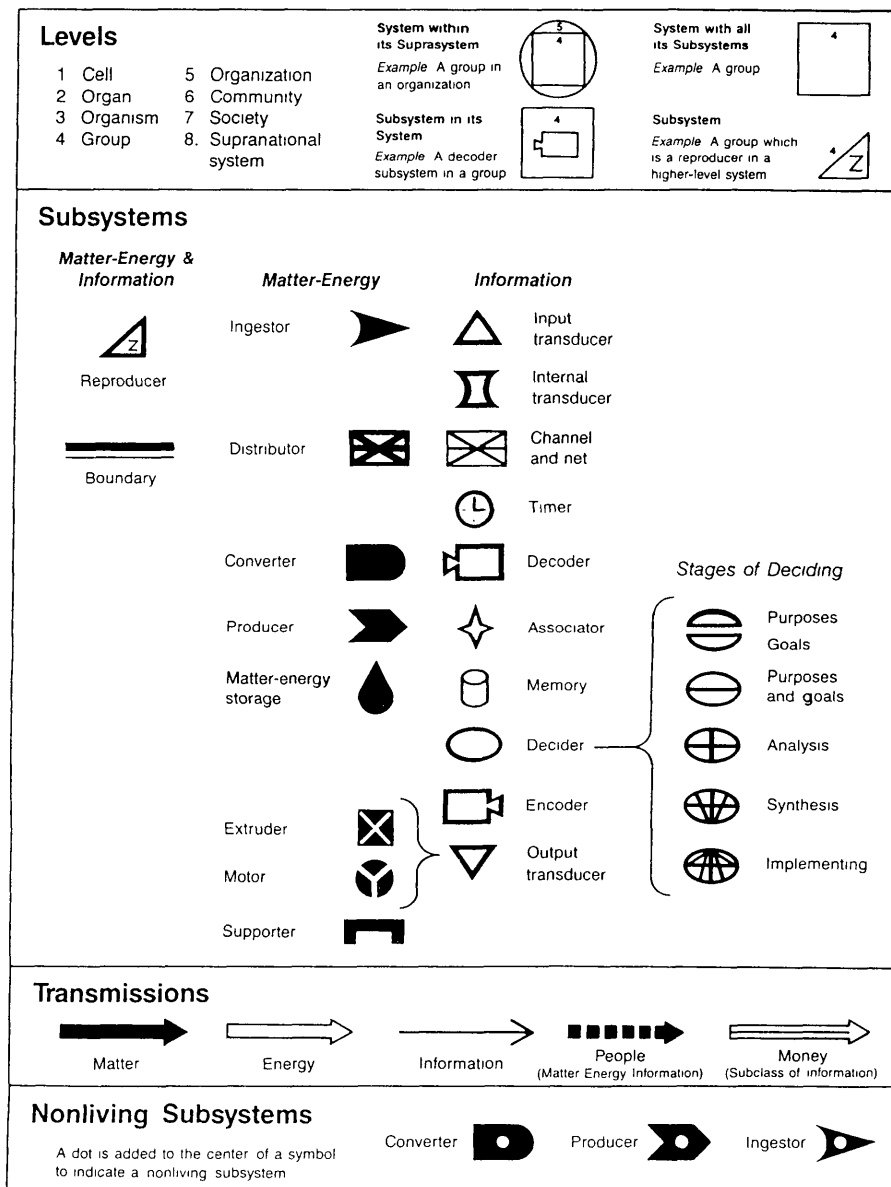 Levels
1 Cell
2 Organ
3 Organism
4 Group
5 Organization
6 Community
7 Society
8. Supranational
system
System within
its Suprasystem
Example A group in
an organization
5
4
System with all
its Subsystems
Example A group
4
Subsystem in its
System
Example A decoder
subsystem in a group
4
Subsystem
Example A group which
is a reproducer in a
higher-level system
4
Z
Subsystems
Matter-Energy &
Information
Z
Reproducer
Boundary
Matter-Energy
Ingestor
Distributor
Converter
Producer
Matter-energy
storage
Extruder
Motor
Supporter
Information
Input
transducer
Internal
transducer
Channel
and net
Timer
Decoder
Associator
Memory
Decider
Encoder
Output
transducer
Stages of Deciding
Purposes
Goals
Purposes
and goals
Analysis
Synthesis
Implementing
Transmissions
Matter
Energy
Information
People
(Matter Energy Information)
Money
(Subclass of information)
Nonliving Subsystems
A dot is added to the center of a symbol
to indicate a nonliving subsystem
Converter
Producer
Ingestor